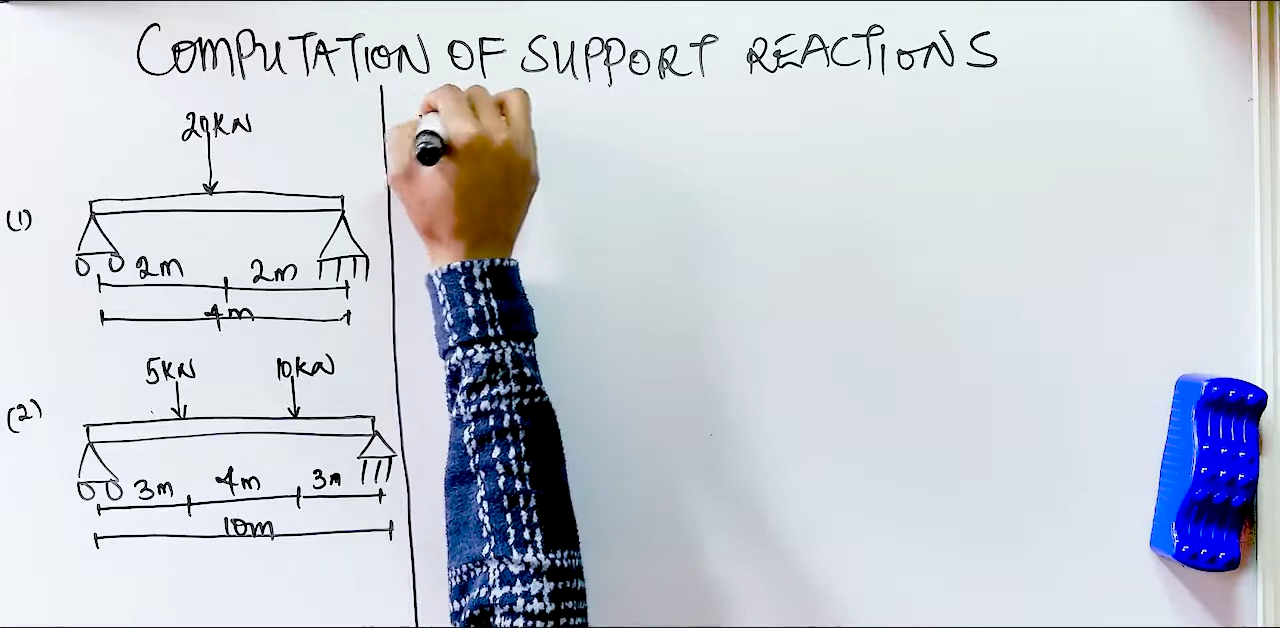 COMPUTATION OF SUPPORT REACTIONS
20KN
(1)
2m 2m
4m
5KN 10KN
(2)
3m 4m 3m
10m